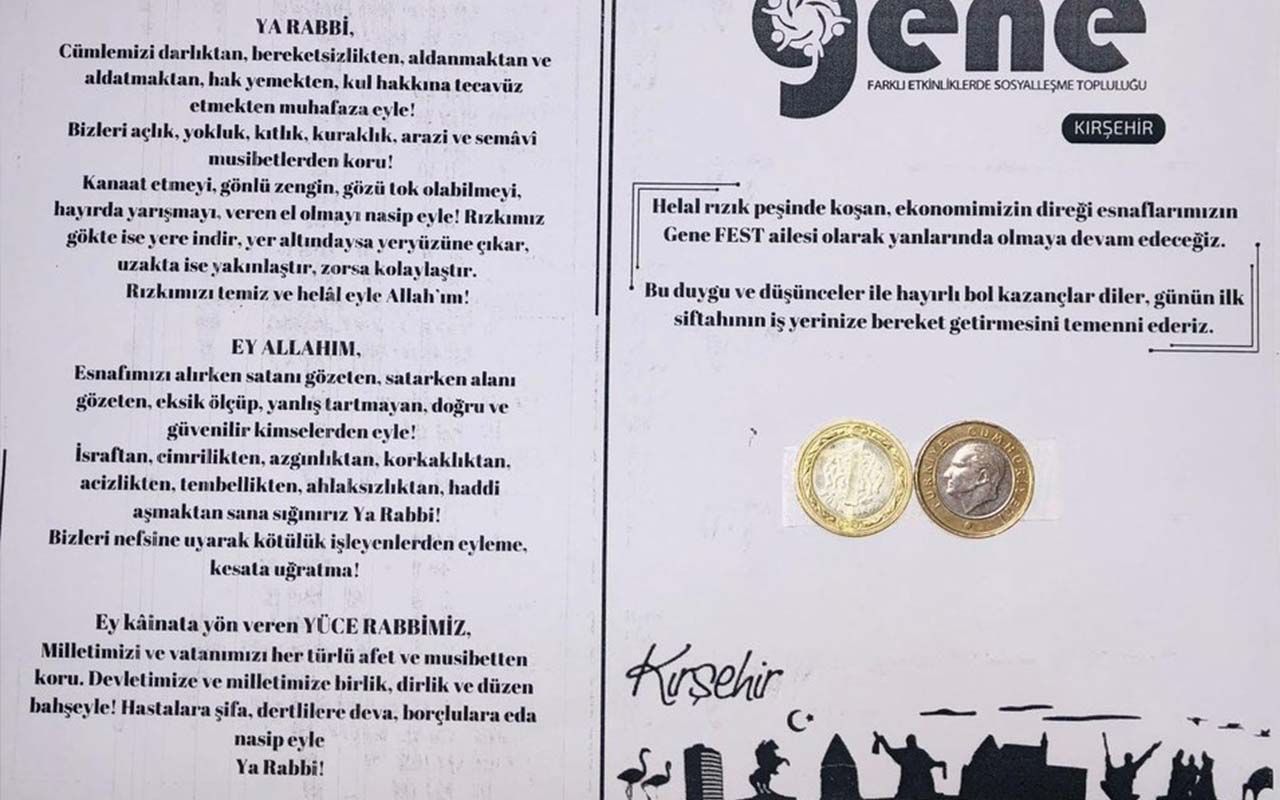 YA RABBİ,
Cümlemizi darlıktan, bereketsizlikten, aldanmaktan ve
aldatmaktan, hak yemekten, kul hakkına tecavüz
etmekten muhafaza eyle!
Bizleri açlık, yokluk, kıtlık, kuraklık, arazi ve semâvî
musibetlerden koru!
Kanaat etmeyi, gönlü zengin, gözü tok olabilmeyi,
hayırda yarışmayı, veren el olmayı nasip eyle! Rızkımız
gökte ise yere indir, yer altındaysa yeryüzüne çıkar,
uzakta ise yakınlaştır, zorsa kolaylaştır.
Rızkımızı temiz ve helâl eyle Allah'ım!
EY ALLAHIM,
Esnafımızı alırken satanı gözeten, satarken alanı
gözeten, eksik ölçüp, yanlış tartmayan, doğru ve
güvenilir kimselerden eyle!
İsraftan, cimrilikten, azgınlıktan, korkaklıktan,
acizlikten, tembellikten, ahlaksızlıktan, haddi
aşmaktan sana sığınırız Ya Rabbi!
Bizleri nefsine uyarak kötülük işleyenlerden eyleme,
kesata uğratma!
Ey kâinata yön veren YÜCE RABBİMİZ,
Milletimizi ve vatanımızı her türlü afet ve musibetten
koru. Devletimize ve milletimize birlik, dirlik ve düzen
bahşeyle! Hastalara şifa, dertlilere deva, borçlulara eda
nasip eyle
Ya Rabbi!
gene
FARKLI ETKİNLİKLERDE SOSYALLEŞME TOPLULUĞU
KIRŞEHİR
Helal rızık peşinde koşan, ekonomimizin direği esnaflarımızın
Gene FEST ailesi olarak yanlarında olmaya devam edeceğiz.
Bu duygu ve düşünceler ile hayırlı bol kazançlar diler, günün ilk
siftahının iş yerinize bereket getirmesini temenni ederiz.
1
TÜRKİYE CUMHURİYETİ
Kırşehir